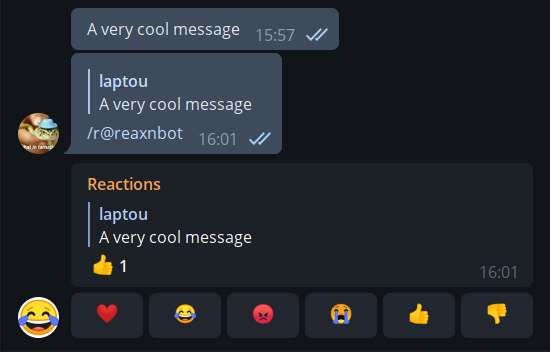 A very cool message 15:57
laptou
A very cool message
/r@reaxnbot 16:01
Reactions
laptou
A very cool message
👍 1
16:01
❤️ 😂 😡 😭 👍 👎